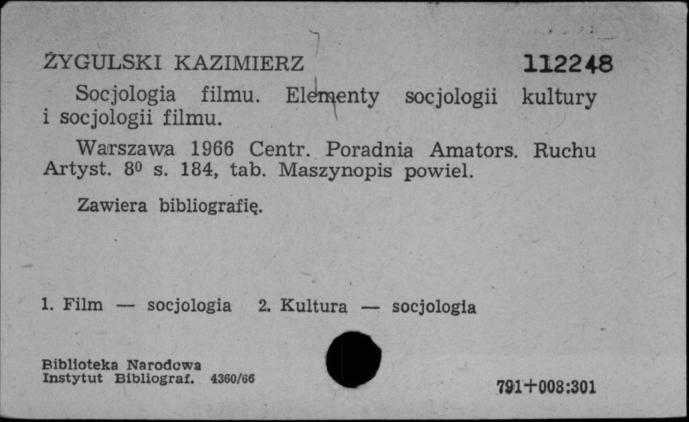 ŻYGULSKI KAZIMIERZ 112248
Socjologia filmu. Elementy socjologii kultury
i socjologii filmu.
Warszawa 1966 Centr. Poradnia Amators. Ruchu
Artyst. 8⁰ s. 184, tab. Maszynopis powiel.
Zawiera bibliografię.
1. Film — socjologia 2. Kultura — socjologia
Biblioteka Narodowa
Instytut Bibliograf. 4360/66
791+008:301